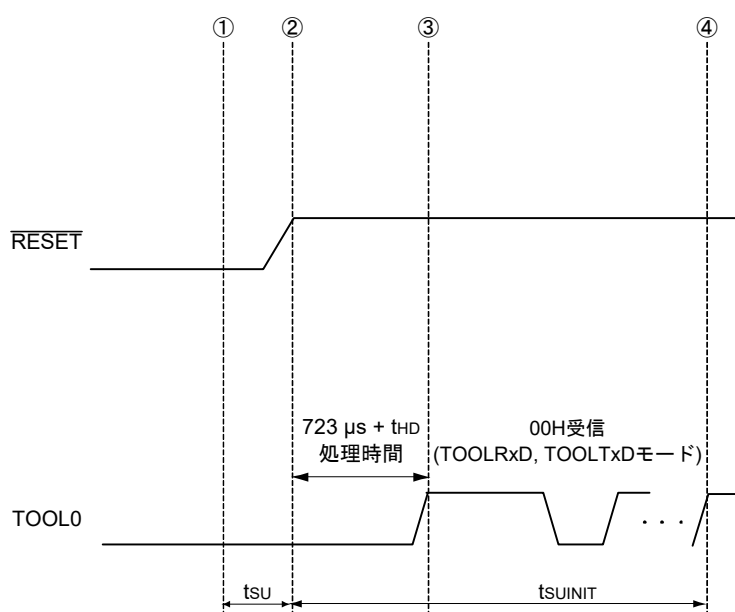 ① ② ③ ④
RESET
723 µs + tHD
処理時間
00H受信
(TOOLRxD, TOOLTxDモード)
TOOL0
. . .
tSU tSUINIT